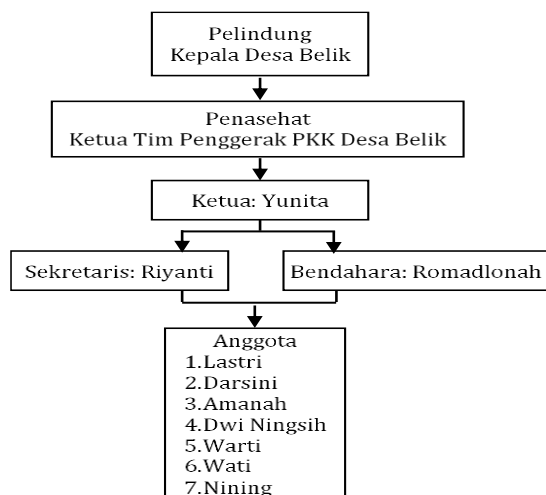 Pelindung
Kepala Desa Belik
Penasehat
Ketua Tim Penggerak PKK Desa Belik
Ketua: Yunita
Sekretaris: Riyanti
Bendahara: Romadlonah
Anggota
1.Lastri
2.Darsini
3.Amanah
4.Dwi Ningsih
5.Warti
6.Wati
7.Nining